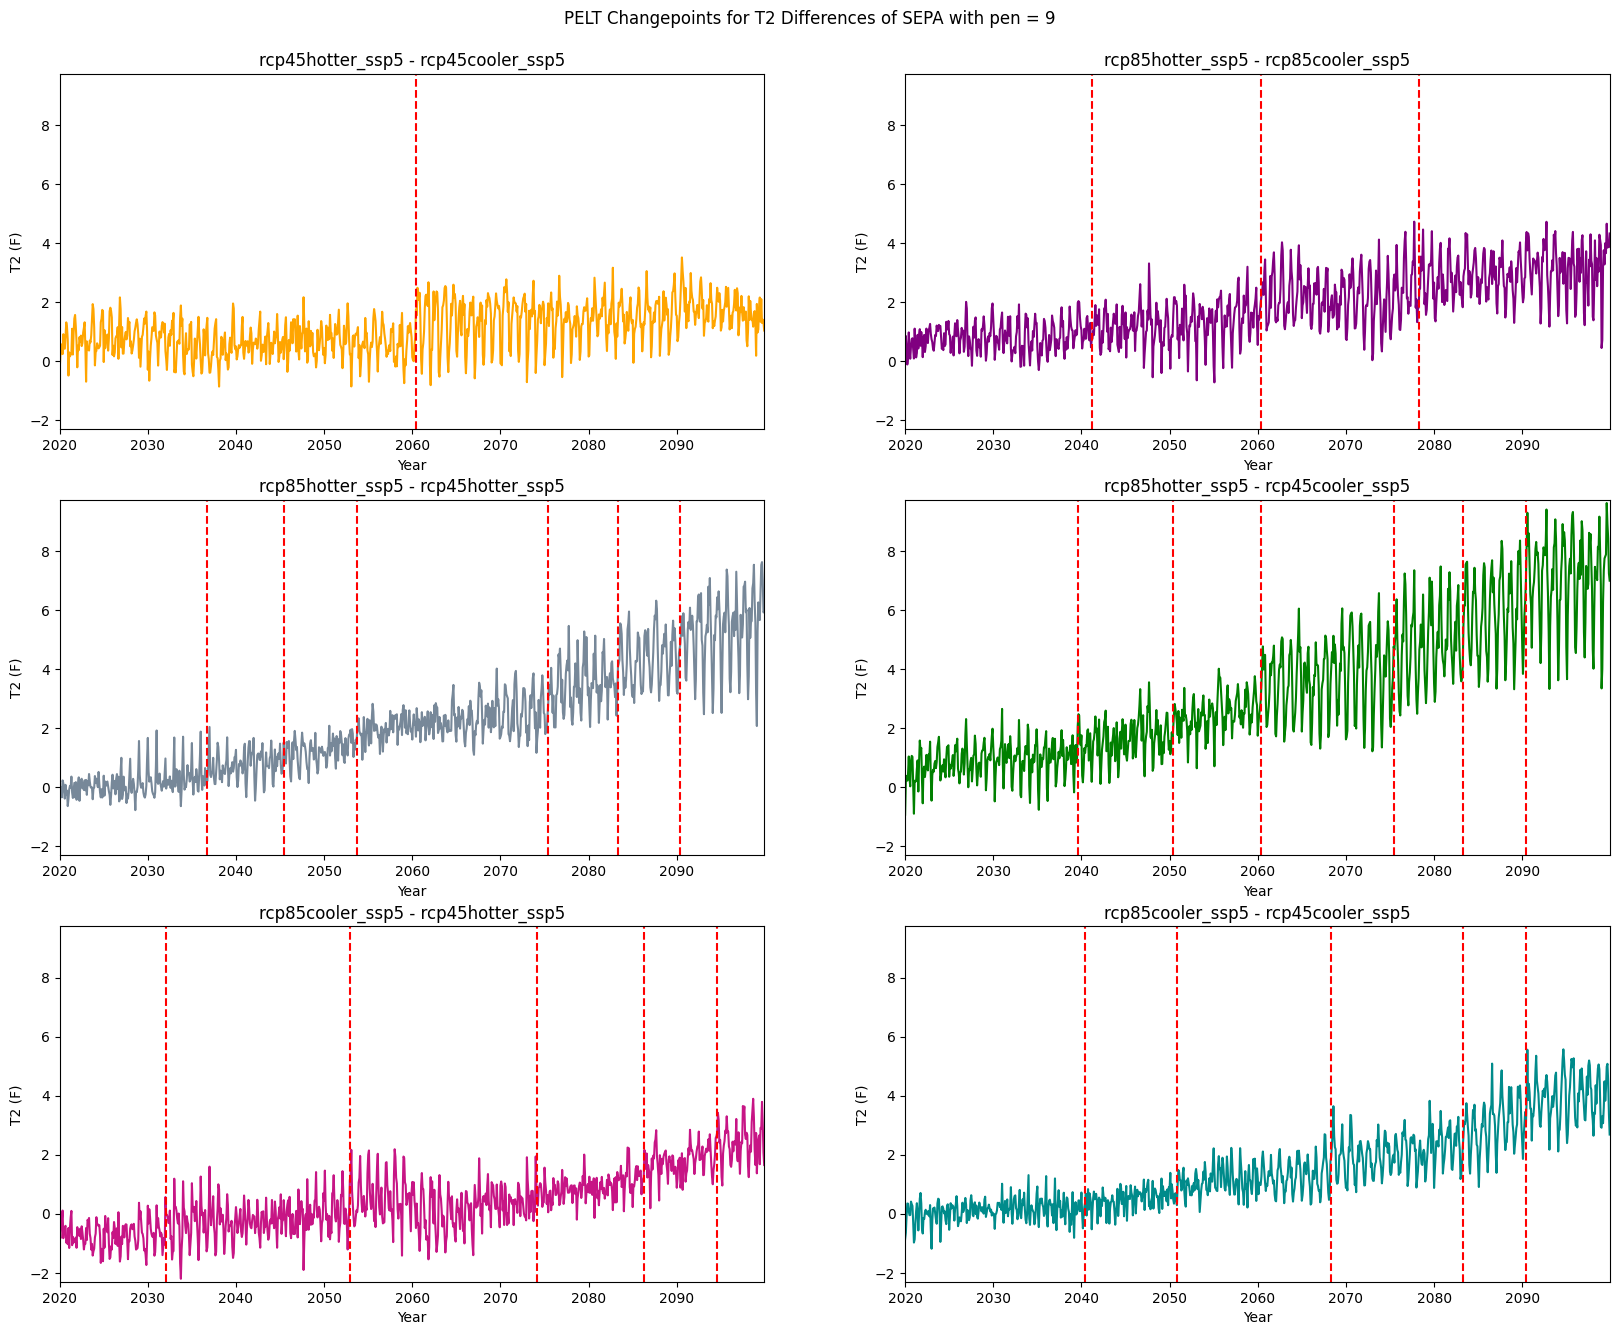 PELT Changepoints for T2 Differences of SEPA with pen = 9
rcp45hotter_ssp5 - rcp45cooler_ssp5
T2 (F)
8
6
4
2
0
−2
2020 2030 2040 2050 2060 2070 2080 2090
Year
rcp85hotter_ssp5 - rcp85cooler_ssp5
T2 (F)
8
6
4
2
0
−2
2020 2030 2040 2050 2060 2070 2080 2090
Year
rcp85hotter_ssp5 - rcp45hotter_ssp5
T2 (F)
8
6
4
2
0
−2
2020 2030 2040 2050 2060 2070 2080 2090
Year
rcp85hotter_ssp5 - rcp45cooler_ssp5
T2 (F)
8
6
4
2
0
−2
2020 2030 2040 2050 2060 2070 2080 2090
Year
rcp85cooler_ssp5 - rcp45hotter_ssp5
T2 (F)
8
6
4
2
0
−2
2020 2030 2040 2050 2060 2070 2080 2090
Year
rcp85cooler_ssp5 - rcp45cooler_ssp5
T2 (F)
8
6
4
2
0
−2
2020 2030 2040 2050 2060 2070 2080 2090
Year